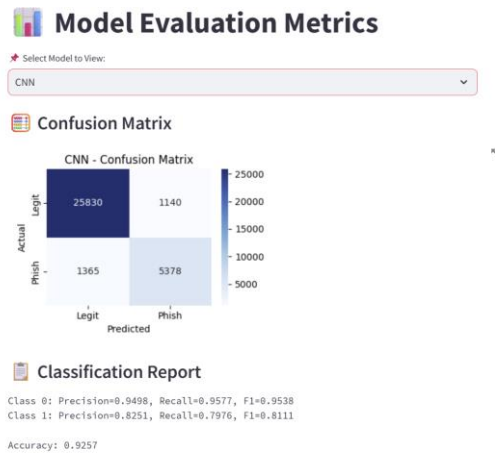 Model Evaluation Metrics
Select Model to View:
CNN
Confusion Matrix
CNN - Confusion Matrix
Legit
25830
1140
Actual
Phish
1365
5378
Legit
Phish
Predicted
25000
20000
15000
10000
5000
Classification Report
Class 0: Precision=0.9498, Recall=0.9577, F1=0.9538
Class 1: Precision=0.8251, Recall=0.7976, F1=0.8111
Accuracy: 0.9257